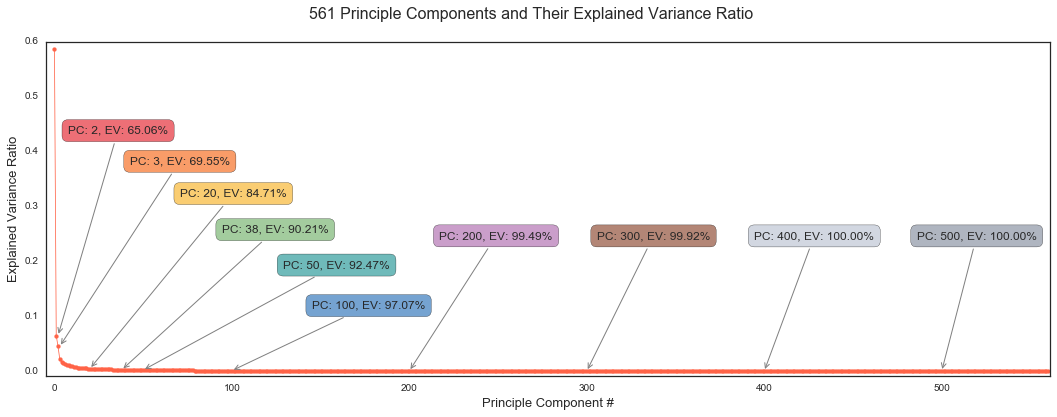 561 Principle Components and Their Explained Variance Ratio
Explained Variance Ratio
0.6
0.5
0.4
0.3
0.2
0.1
0.0
PC: 2, EV: 65.06%
PC: 3, EV: 69.55%
PC: 20, EV: 84.71%
PC: 38, EV: 90.21%
PC: 50, EV: 92.47%
PC: 100, EV: 97.07%
PC: 200, EV: 99.49%
PC: 300, EV: 99.92%
PC: 400, EV: 100.00%
PC: 500, EV: 100.00%
0 100 200 300 400 500
Principle Component #